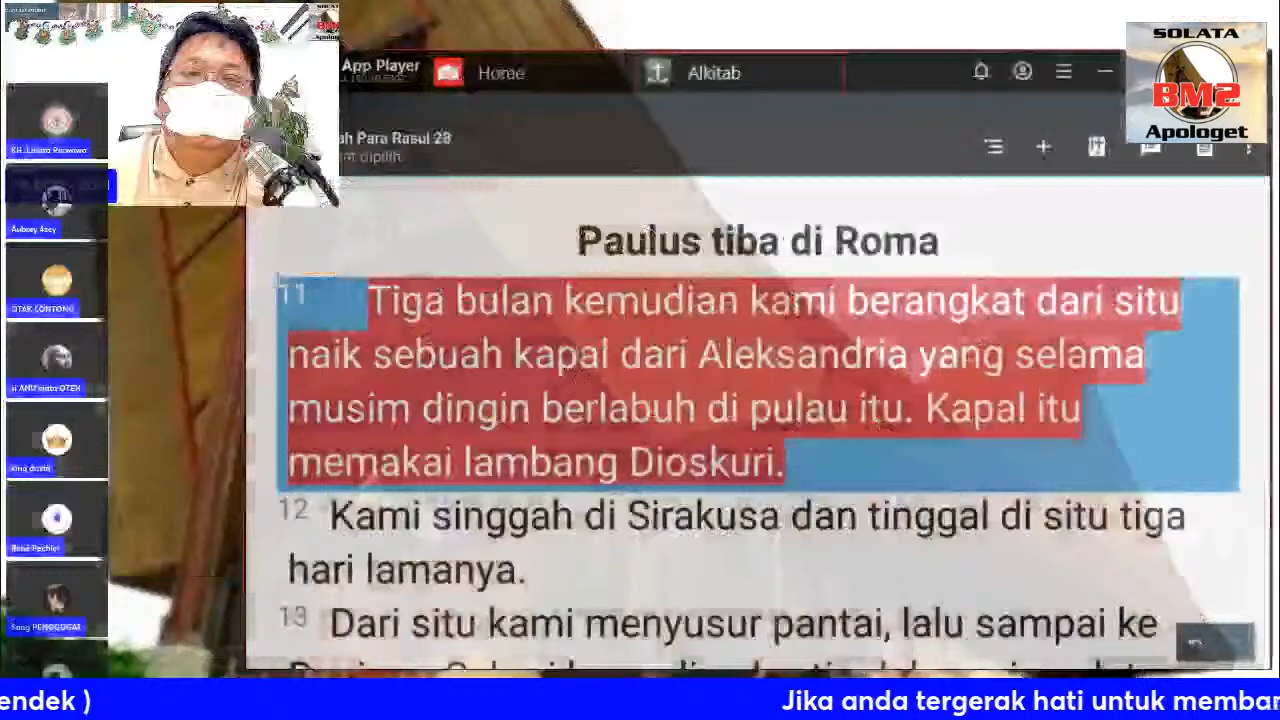 App Player
Home
Alkitab
SOLATA
BM2
Apologet
ah Para Rasul 28
dipilih
Paulus tiba di Roma
11 Tiga bulan kemudian kami berangkat dari situ
naik sebuah kapal dari Aleksandria yang selama
musim dingin berlabuh di pulau itu. Kapal itu
memakai lambang Dioskuri.
12 Kami singgah di Sirakusa dan tinggal di situ tiga
hari lamanya.
13 Dari situ kami menyusur pantai, lalu sampai ke
endek )
Jika anda tergerak hati untuk memban